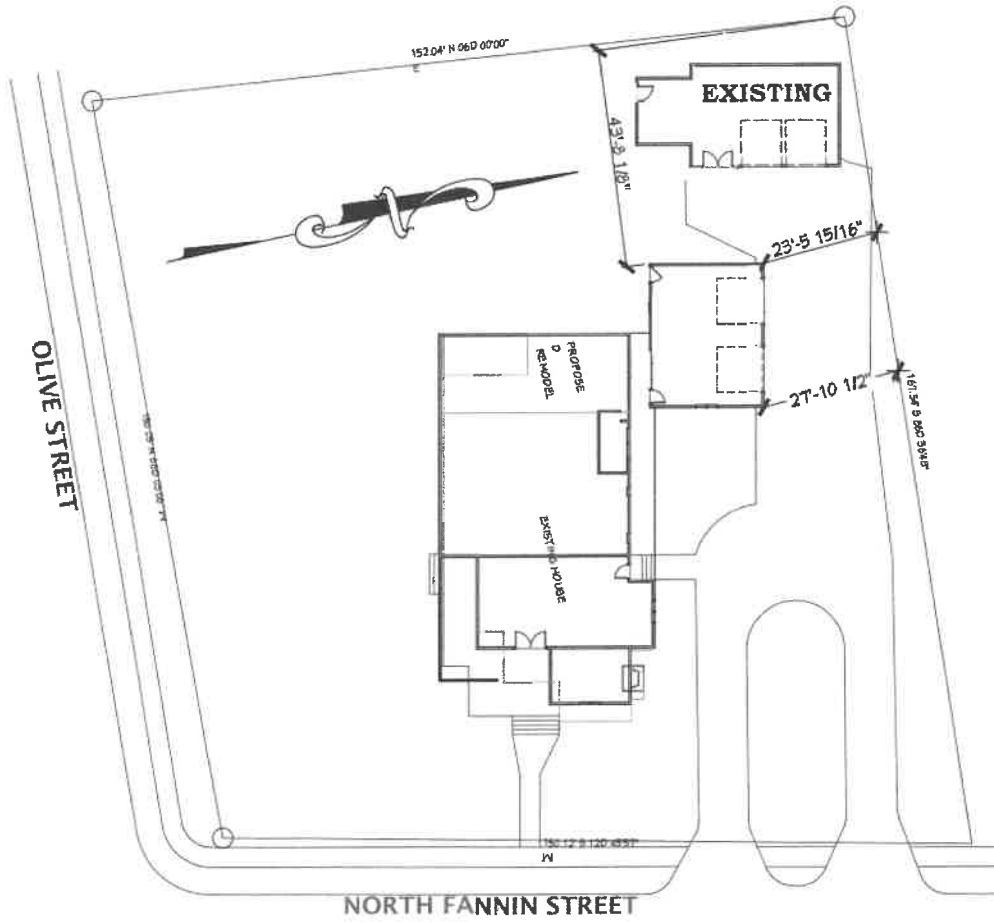 152.04' N 06D 00'00"
E
EXISTING
43'-8 1/8"
23'-5 15/16"
PROPOSE
D
REMODEL
27'-10 1/2"
OLIVE STREET
EXISTING HOUSE
W
NORTH FANNIN STREET